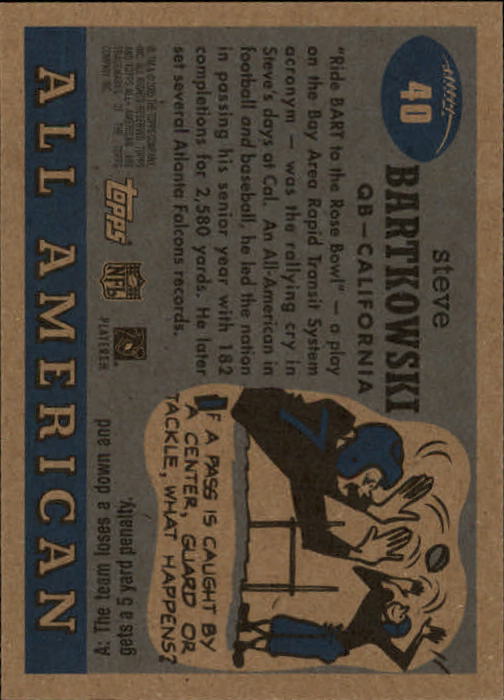 40
steve
BARTKOWSKI
QB—CALIFORNIA
"Ride BART to the Rose Bowl" — a play
on the Bay Area Rapid Transit System
acronym — was the rallying cry in
Steve's days at Cal. An All-American in
football and baseball, he led the nation
in passing his senior year with 182
completions for 2,580 yards. He later
set several Atlanta Falcons records.
IF A PASS IS CAUGHT BY
A CENTER, GUARD OR
TACKLE, WHAT HAPPENS?
A: The team loses a down and
gets a 5 yard penalty.
Topps
NFL
PLAYERS
COMPANY, INC.
ALL AMERICAN